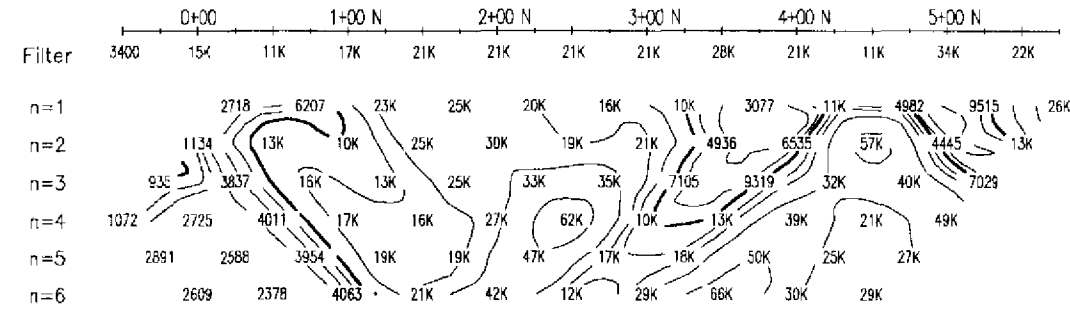 0+00 1+00 N 2+00 N 3+00 N 4+00 N 5+00 N
Filter 3400 15K 11K 17K 21K 21K 21K 21K 28K 21K 11K 34K 22K
n=1 2718 6207 23K 25K 20K 16K 10K 3077 11K 4982 9515 26K
n=2 1134 13K 10K 25K 30K 19K 21K 4936 6535 57K 4445 13K
n=3 935 3837 16K 13K 25K 33K 35K 7105 9319 32K 40K 7029
n=4 1072 2725 4011 17K 16K 27K 62K 10K 13K 39K 21K 49K
n=5 2891 2588 3954 19K 19K 47K 17K 18K 50K 25K 27K
n=6 2609 2378 4063 21K 42K 12K 29K 66K 30K 29K